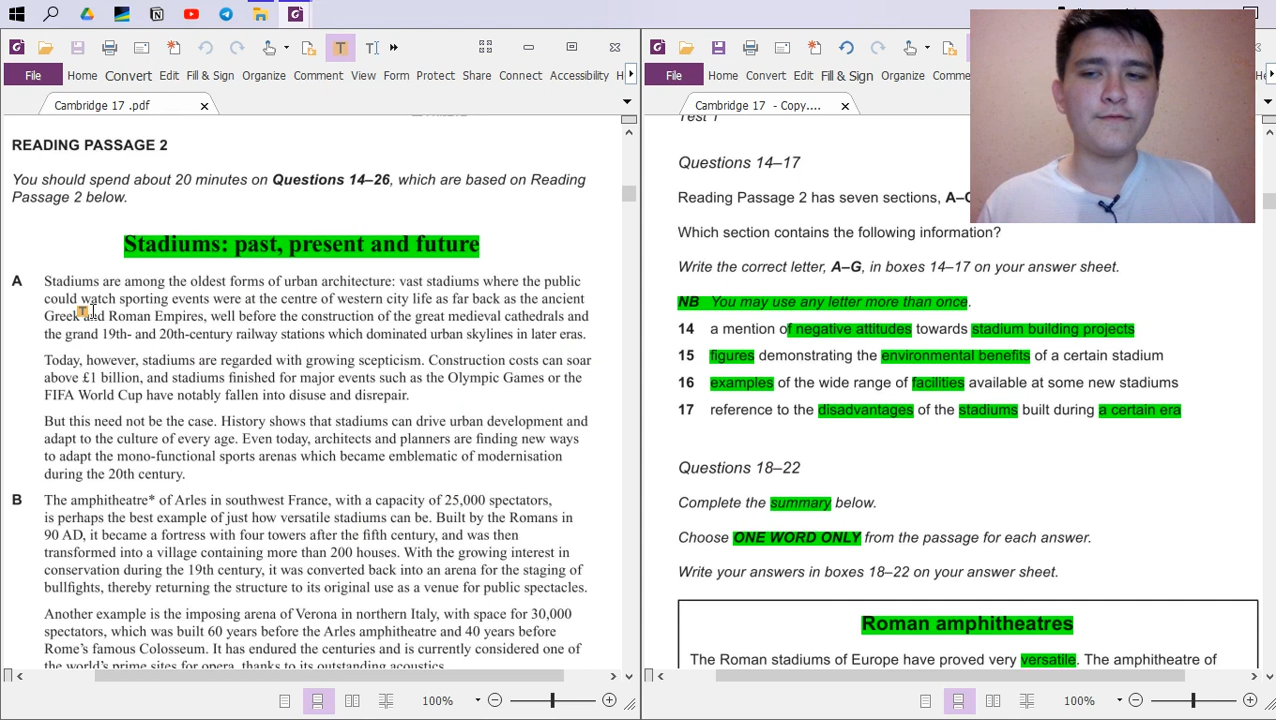 File Home Convert Edit Fill & Sign Organize Comment View Form Protect Share Connect Accessibility
Cambridge 17 .pdf
READING PASSAGE 2
You should spend about 20 minutes on Questions 14–26, which are based on Reading
Passage 2 below.
Stadiums: past, present and future
A Stadiums are among the oldest forms of urban architecture: vast stadiums where the public
could watch sporting events were at the centre of western city life as far back as the ancient
Greek and Roman Empires, well before the construction of the great medieval cathedrals and
the grand 19th- and 20th-century railway stations which dominated urban skylines in later eras.
Today, however, stadiums are regarded with growing scepticism. Construction costs can soar
above £1 billion, and stadiums finished for major events such as the Olympic Games or the
FIFA World Cup have notably fallen into disuse and disrepair.
But this need not be the case. History shows that stadiums can drive urban development and
adapt to the culture of every age. Even today, architects and planners are finding new ways
to adapt the mono-functional sports arenas which became emblematic of modernisation
during the 20th century.
B The amphitheatre* of Arles in southwest France, with a capacity of 25,000 spectators,
is perhaps the best example of just how versatile stadiums can be. Built by the Romans in
90 AD, it became a fortress with four towers after the fifth century, and was then
transformed into a village containing more than 200 houses. With the growing interest in
conservation during the 19th century, it was converted back into an arena for the staging of
bullfights, thereby returning the structure to its original use as a venue for public spectacles.
Another example is the imposing arena of Verona in northern Italy, with space for 30,000
spectators, which was built 60 years before the Arles amphitheatre and 40 years before
Rome's famous Colosseum. It has endured the centuries and is currently considered one of
the world's prime sites for opera, thanks to its outstanding acoustics.
100%
File Home Convert Edit Fill & Sign Organize
Cambridge 17 - Copy....
Test 1
Questions 14–17
Reading Passage 2 has seven sections, A–G
Which section contains the following information?
Write the correct letter, A–G, in boxes 14–17 on your answer sheet.
NB You may use any letter more than once.
14 a mention of negative attitudes towards stadium building projects
15 figures demonstrating the environmental benefits of a certain stadium
16 examples of the wide range of facilities available at some new stadiums
17 reference to the disadvantages of the stadiums built during a certain era
Questions 18–22
Complete the summary below.
Choose ONE WORD ONLY from the passage for each answer.
Write your answers in boxes 18–22 on your answer sheet.
Roman amphitheatres
The Roman stadiums of Europe have proved very versatile. The amphitheatre of
100%